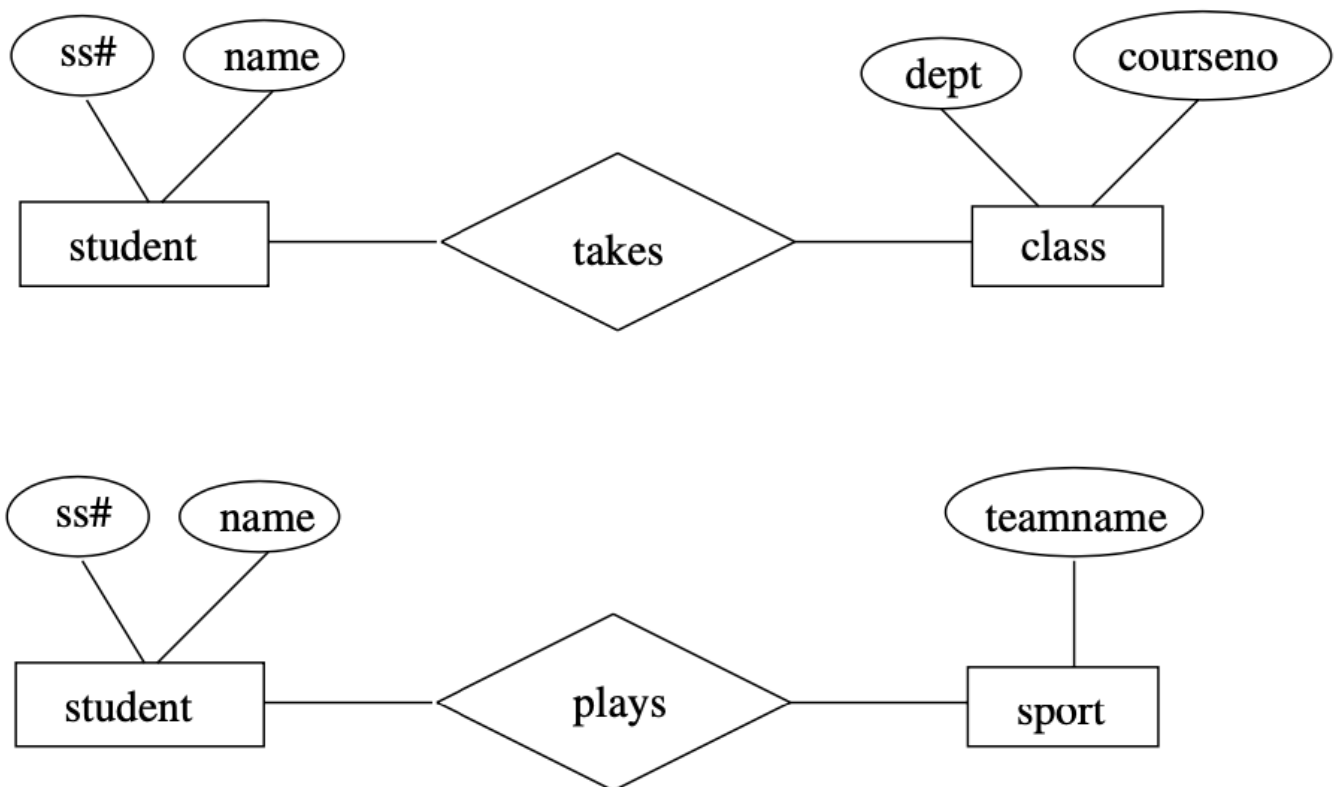 ss#
name
dept
courseno
student
takes
class
ss#
name
teamname
student
plays
sport